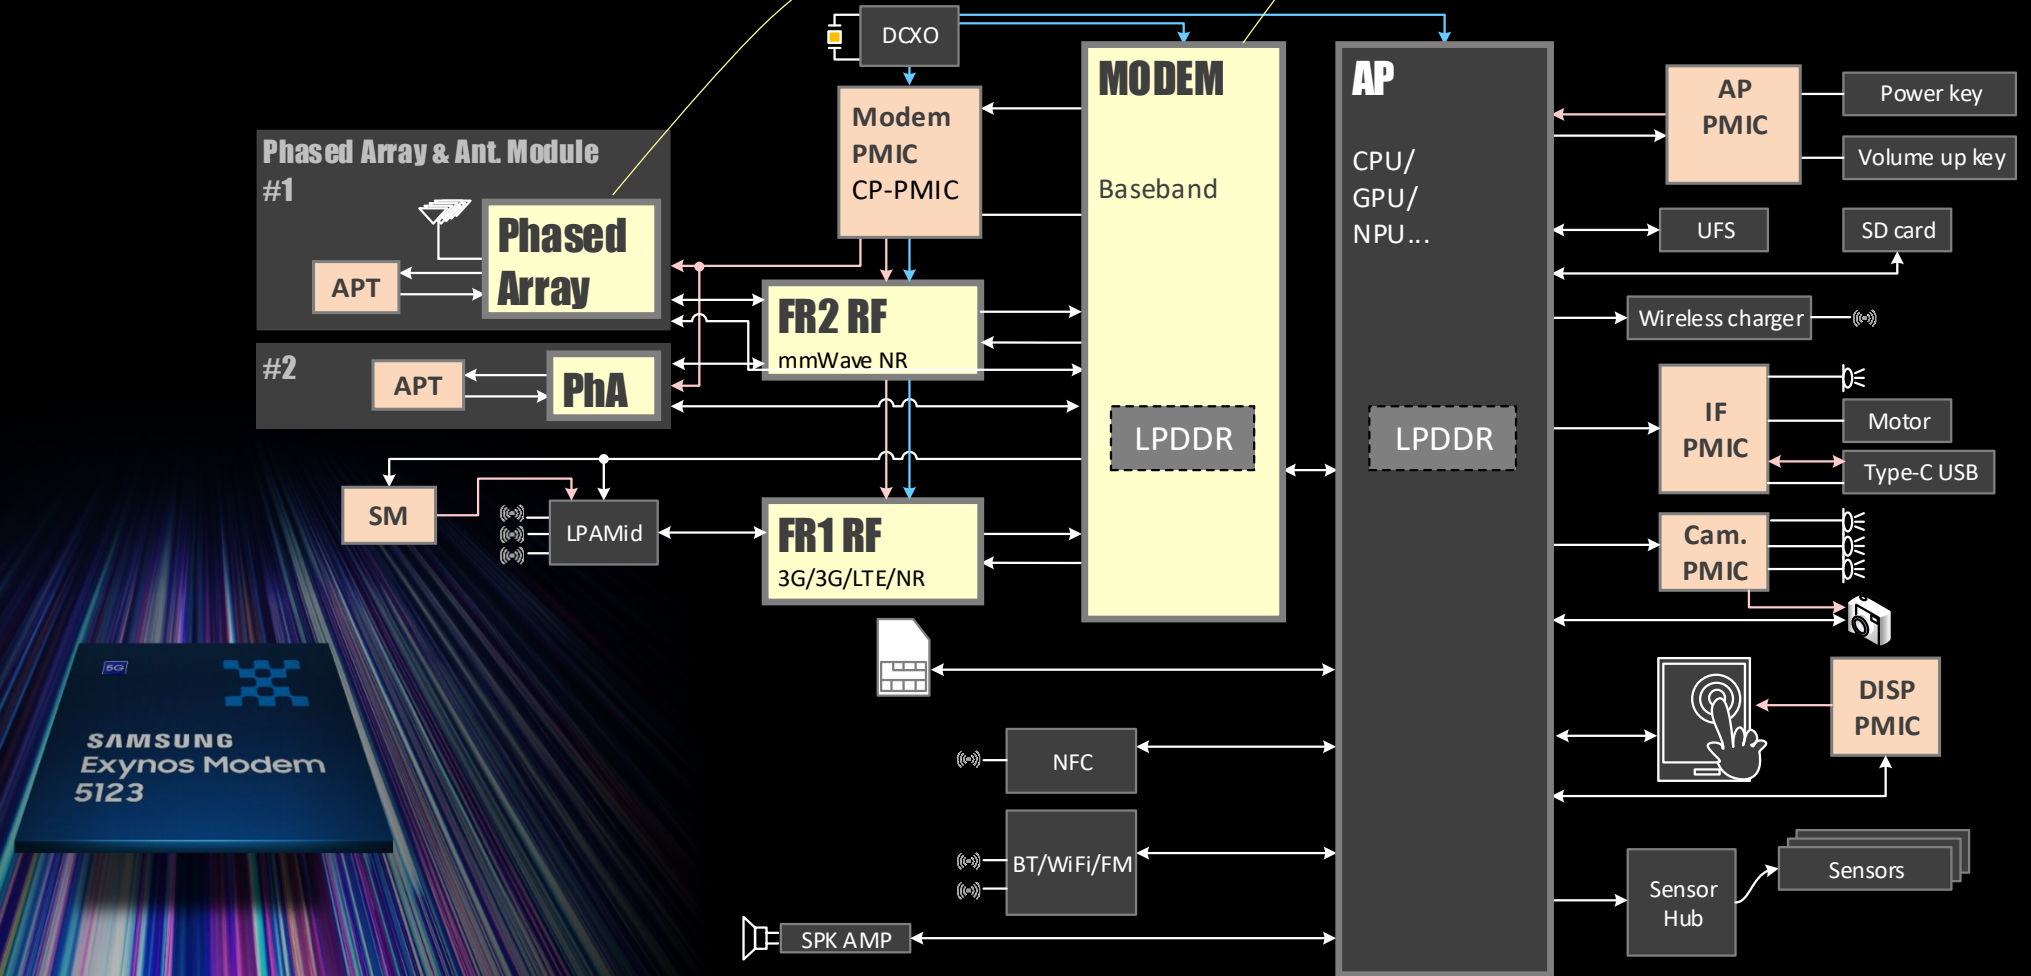 DCXO
MODEM
Baseband
LPDDR
AP
CPU/
GPU/
NPU...
LPDDR
Modem
PMIC
CP-PMIC
Phased Array & Ant. Module
#1
Phased
Array
APT
#2
APT
PhA
FR2 RF
mmWave NR
SM
LPAMid
FR1 RF
3G/3G/LTE/NR
NFC
BT/WiFi/FM
SPK AMP
AP
PMIC
Power key
Volume up key
UFS
SD card
Wireless charger
IF
PMIC
Motor
Type-C USB
Cam.
PMIC
DISP
PMIC
Sensor
Hub
Sensors
5G
SAMSUNG
Exynos Modem
5123